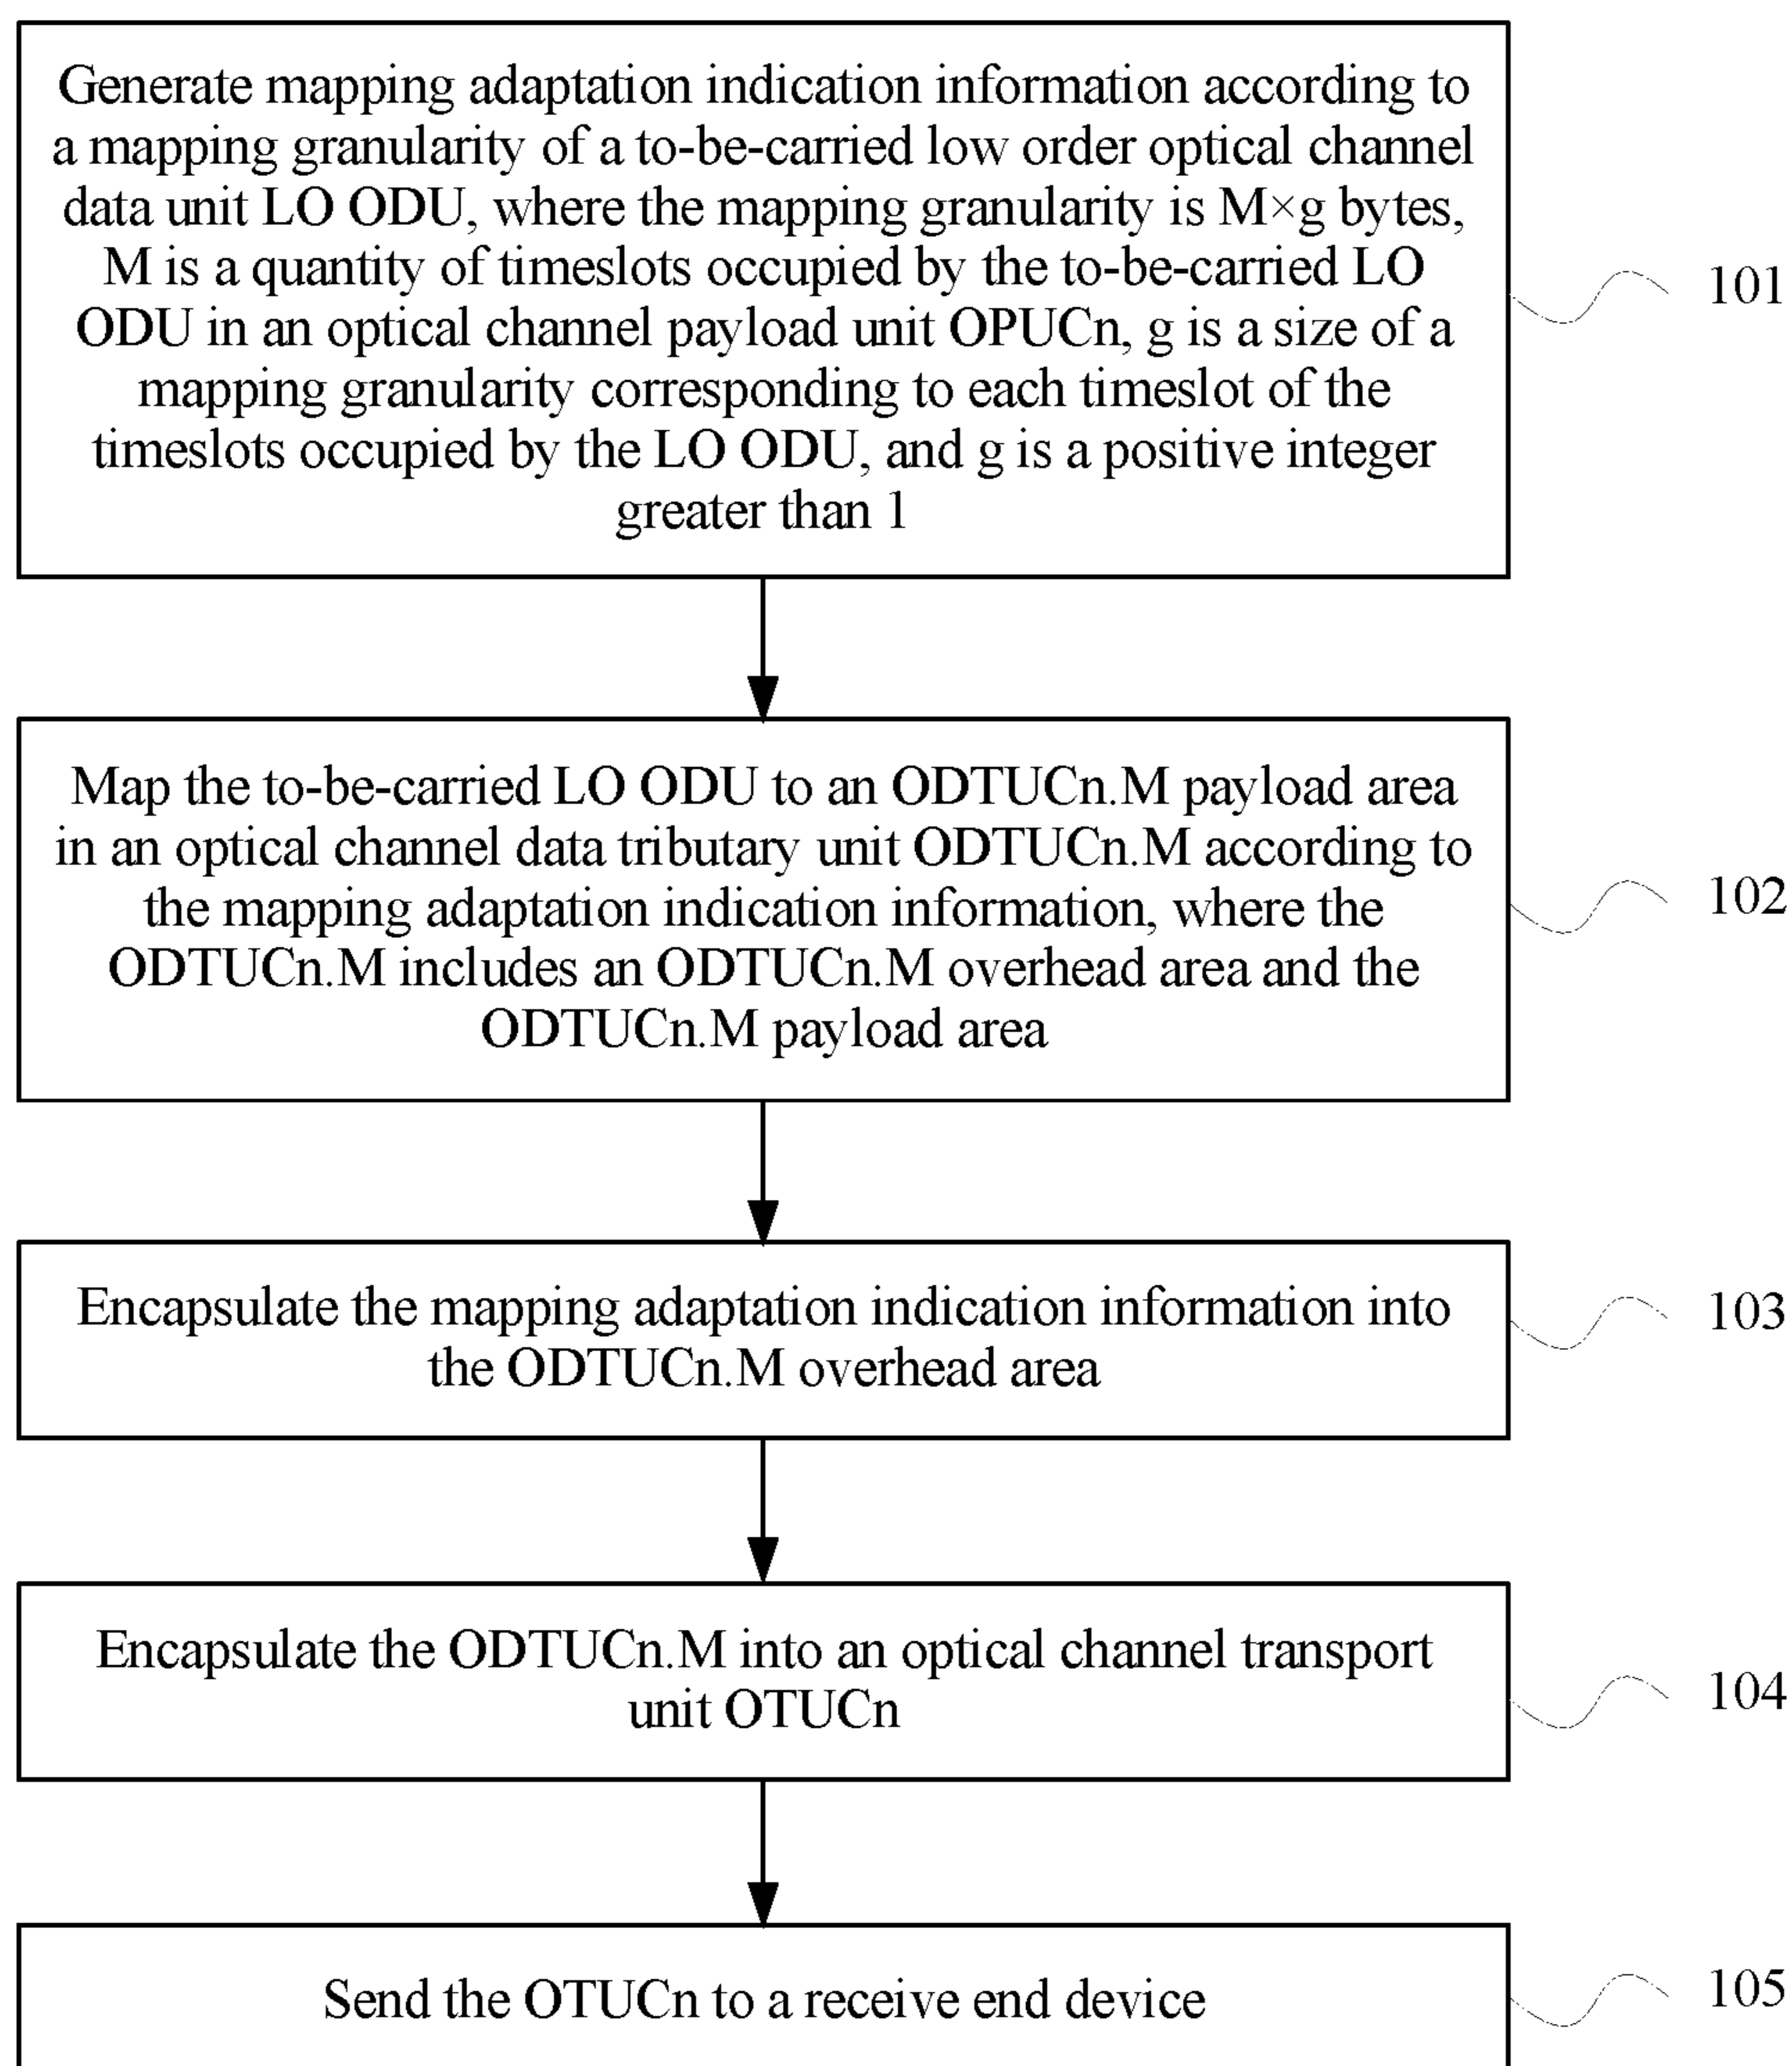 Generate mapping adaptation indication information according to
a mapping granularity of a to-be-carried low order optical channel
data unit LO ODU, where the mapping granularity is M×g bytes,
M is a quantity of timeslots occupied by the to-be-carried LO
ODU in an optical channel payload unit OPUCn, g is a size of a
mapping granularity corresponding to each timeslot of the
timeslots occupied by the LO ODU, and g is a positive integer
greater than 1
101
Map the to-be-carried LO ODU to an ODTUCn.M payload area
in an optical channel data tributary unit ODTUCn.M according to
the mapping adaptation indication information, where the
ODTUCn.M includes an ODTUCn.M overhead area and the
ODTUCn.M payload area
102
Encapsulate the mapping adaptation indication information into
the ODTUCn.M overhead area
103
Encapsulate the ODTUCn.M into an optical channel transport
unit OTUCn
104
Send the OTUCn to a receive end device
105